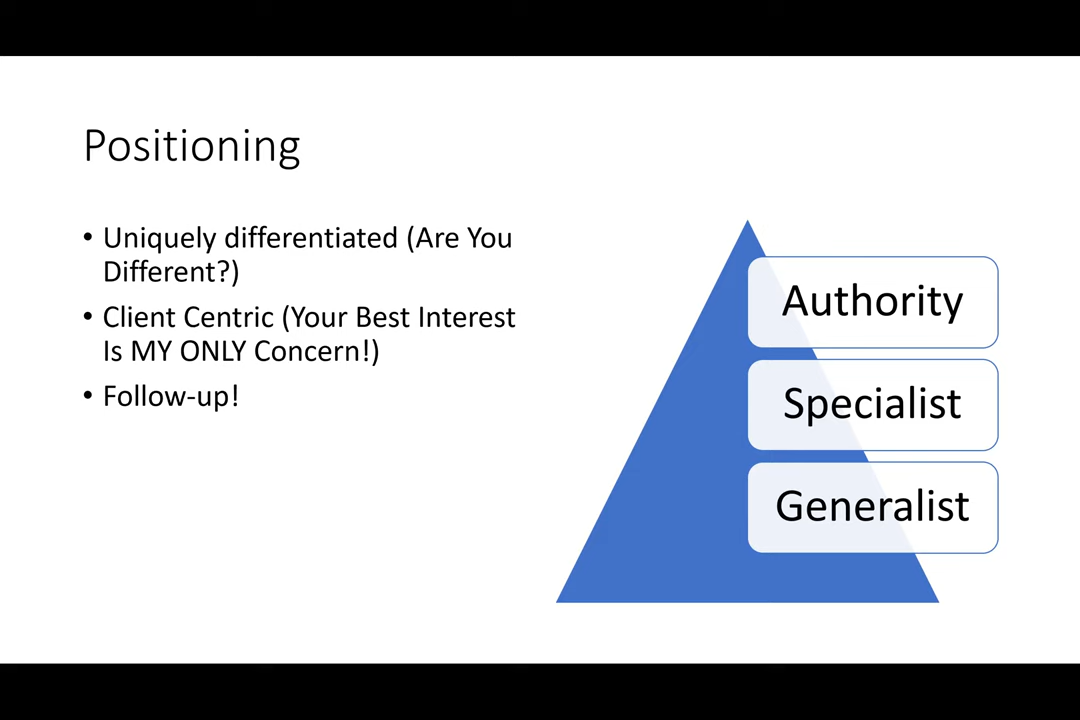 Positioning
• Uniquely differentiated (Are You
Different?)
• Client Centric (Your Best Interest
Is MY ONLY Concern!)
• Follow-up!
Authority
Specialist
Generalist